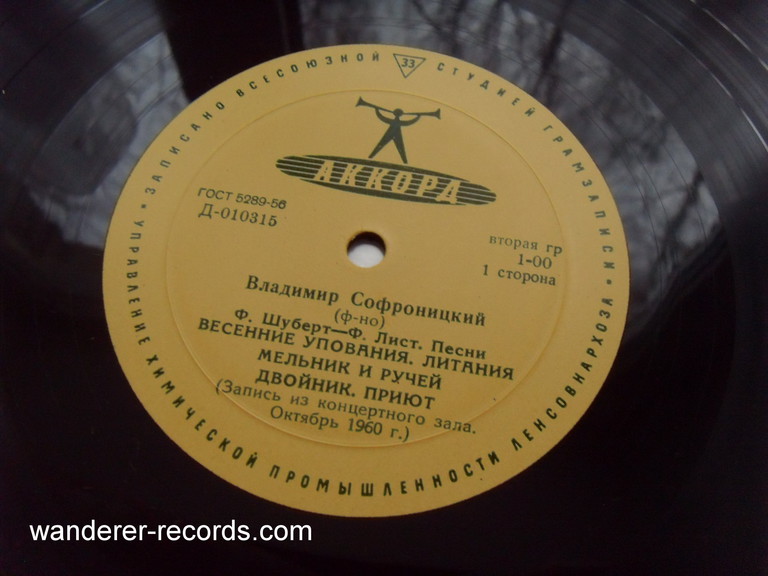 • ЗАПИСАНО ВСЕСОЮЗНОЙ 33 СТУДИЕЙ ГРАМЗАПИСИ •
УПРАВЛЕНИЕ ХИМИЧЕСКОЙ ПРОМЫШЛЕННОСТИ ЛЕНСОВНАРХОЗА
АККОРД
ГОСТ 5289-56
Д-010315
вторая гр
1-00
1 сторона
Владимир Софроницкий
(ф-но)
Ф. Шуберт—Ф. Лист. Песни
ВЕСЕННИЕ УПОВАНИЯ. ЛИТАНИЯ
МЕЛЬНИК И РУЧЕЙ
ДВОЙНИК. ПРИЮТ
(Запись из концертного зала.
Октябрь 1960 г.)
wanderer-records.com